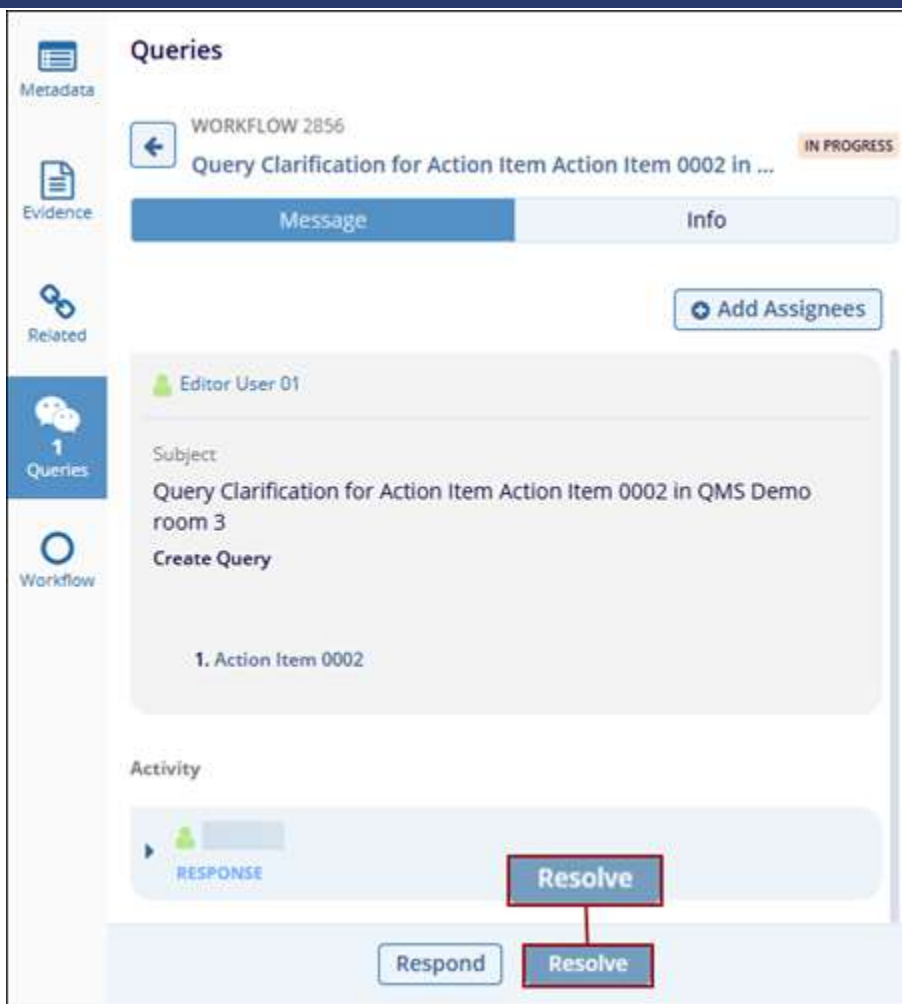 Metadata
Evidence
Related
1
Queries
Workflow
Queries
WORKFLOW 2856
Query Clarification for Action Item Action Item 0002 in ...
IN PROGRESS
Message
Info
Add Assignees
Editor User 01
Subject
Query Clarification for Action Item Action Item 0002 in QMS Demo
room 3
Create Query
1. Action Item 0002
Activity
RESPONSE
Resolve
Respond
Resolve